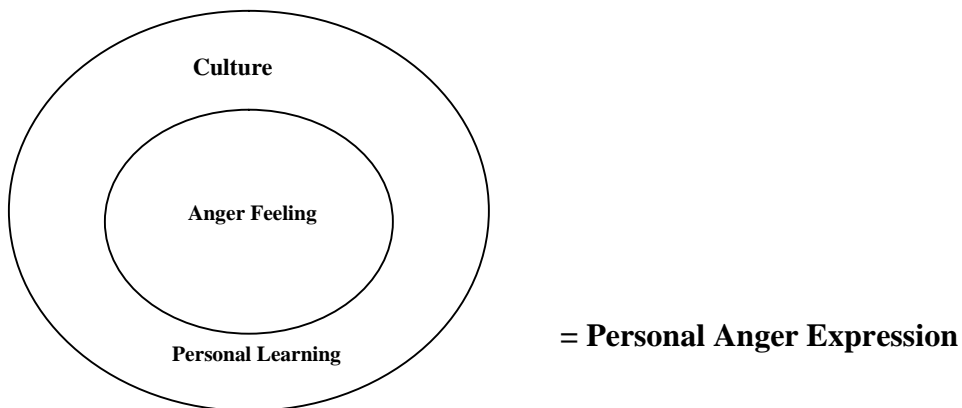 Culture
Anger Feeling
= Personal Anger Expression
Personal Learning